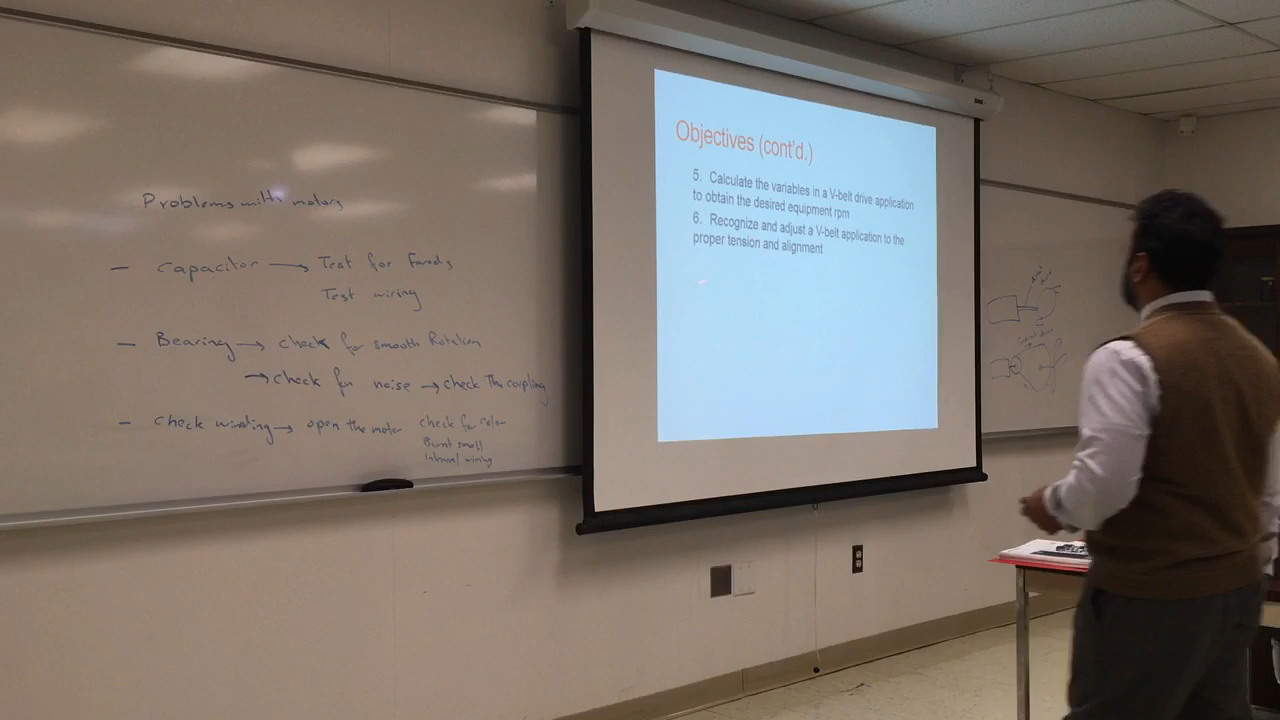 Problems with motors
- Capacitor → Test for Farads
Test wiring
- Bearing → check for smooth Rotation
→ check for noise → check The coupling
- check winding → open the motor check for color
Burnt smell
Internal wiring
Objectives (cont'd.)
5. Calculate the variables in a V-belt drive application
to obtain the desired equipment rpm
6. Recognize and adjust a V-belt application to the
proper tension and alignment